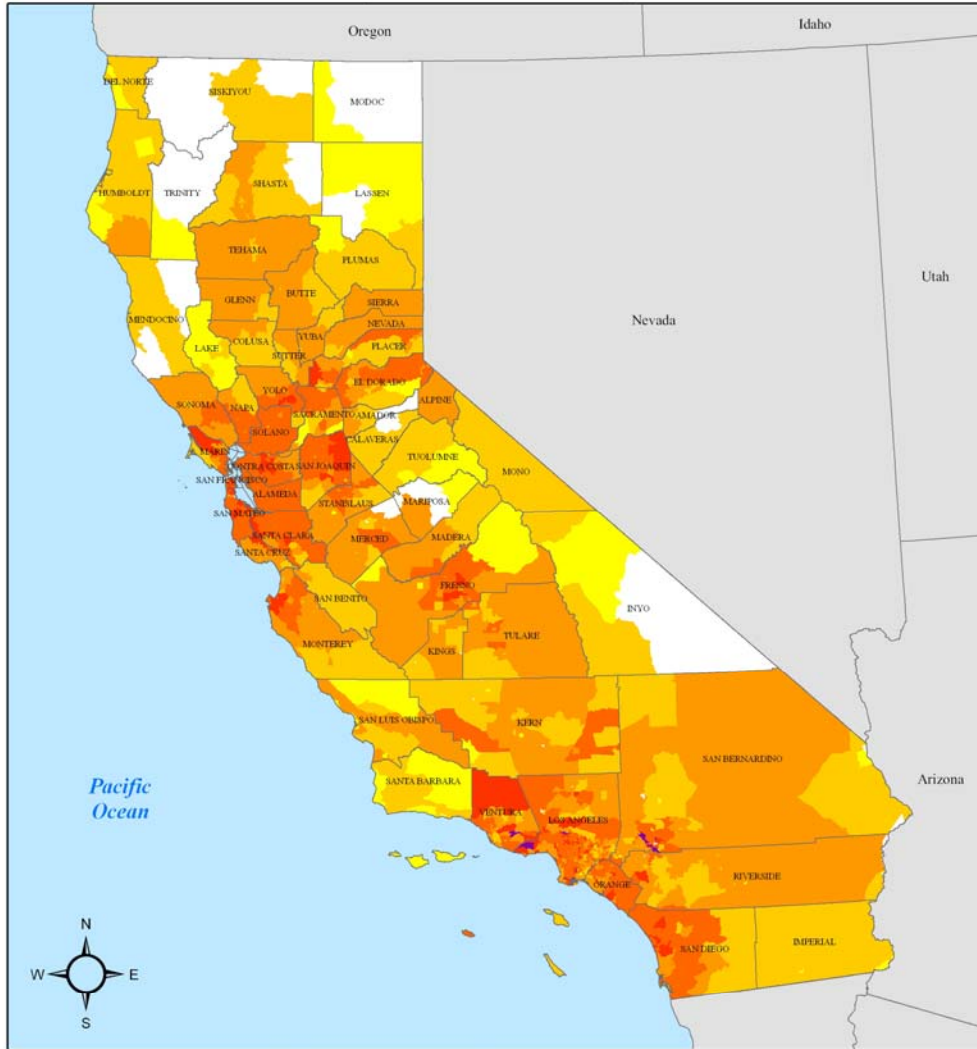 Oregon
Idaho
DEL NORTE
SISKIYOU
MODOC
HUMBOLDT
TRINITY
SHASTA
LASSEN
TEHAMA
PLUMAS
Utah
GLENN
BUTTE
SIERRA
MENDOCINO
NEVADA
Nevada
LAKE
COLUSA
YUBA
PLACER
SUTTER
EL DORADO
YOLO
SONOMA
NAPA
ALPINE
SACRAMENTO
AMADOR
SOLANO
CALAVERAS
MARIN
TUOLUMNE
MONO
CONTRA COSTA
SAN JOAQUIN
SAN FRANCISCO
ALAMEDA
STANISLAUS
MARIPOSA
SAN MATEO
SANTA CLARA
MERCED
MADERA
SANTA CRUZ
FRESNO
SAN BENITO
INYO
TULARE
MONTEREY
KINGS
SAN LUIS OBISPO
KERN
SAN BERNARDINO
SANTA BARBARA
Arizona
Pacific
Ocean
VENTURA
LOS ANGELES
RIVERSIDE
ORANGE
N
SAN DIEGO
IMPERIAL
W
E
S